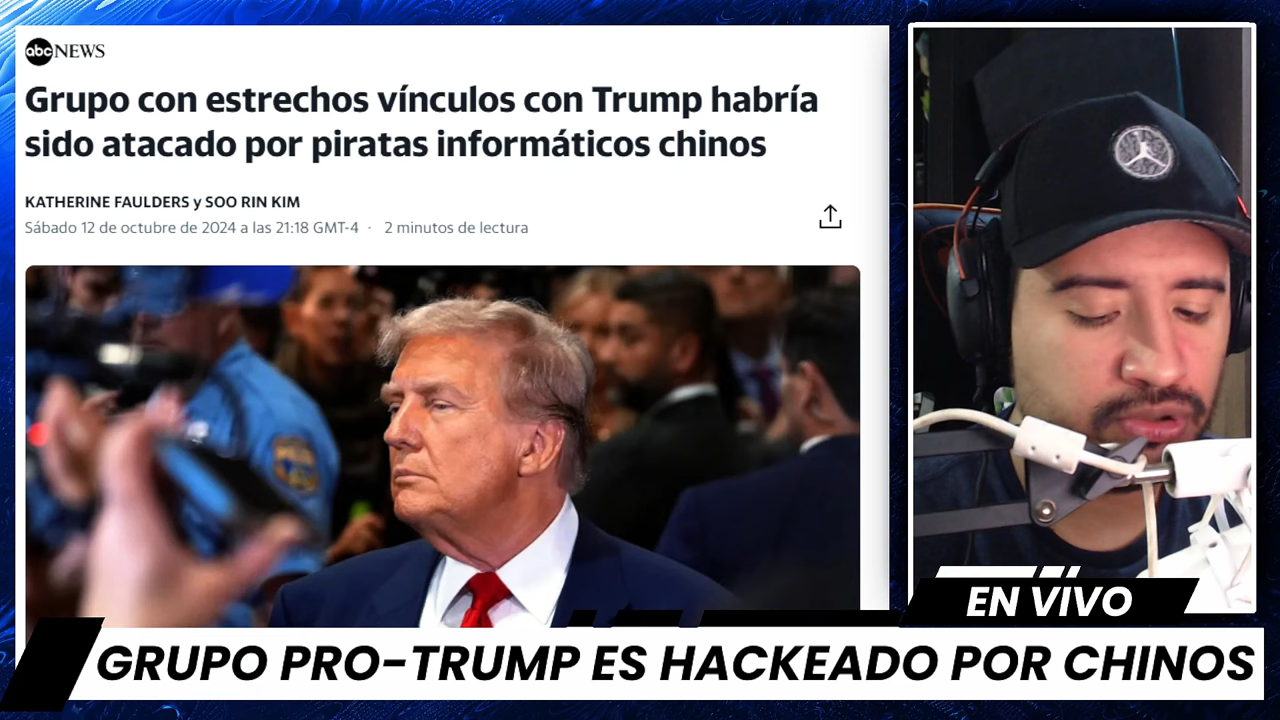 abc NEWS
Grupo con estrechos vínculos con Trump habría
sido atacado por piratas informáticos chinos
KATHERINE FAULDERS y SOO RIN KIM
Sábado 12 de octubre de 2024 a las 21:18 GMT-4 · 2 minutos de lectura
EN VIVO
GRUPO PRO-TRUMP ES HACKEADO POR CHINOS